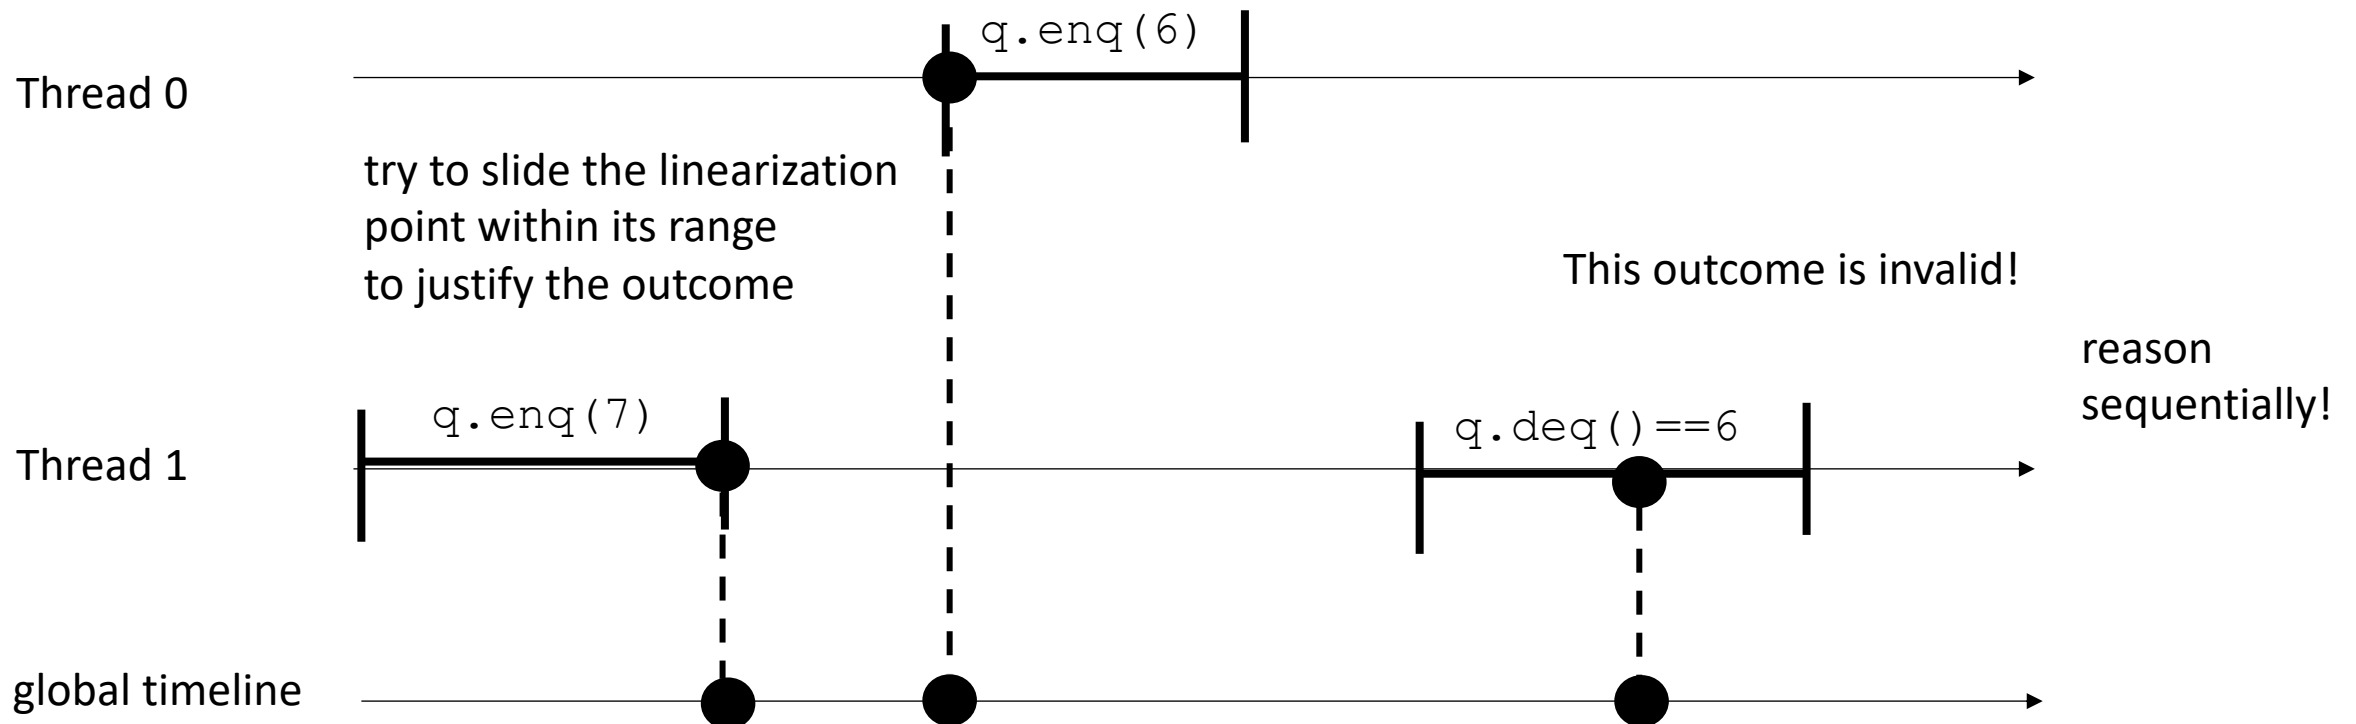 q.enq(6)
Thread 0
try to slide the linearization
point within its range
to justify the outcome
This outcome is invalid!
reason
sequentially!
q.enq(7)
q.deq()==6
Thread 1
global timeline